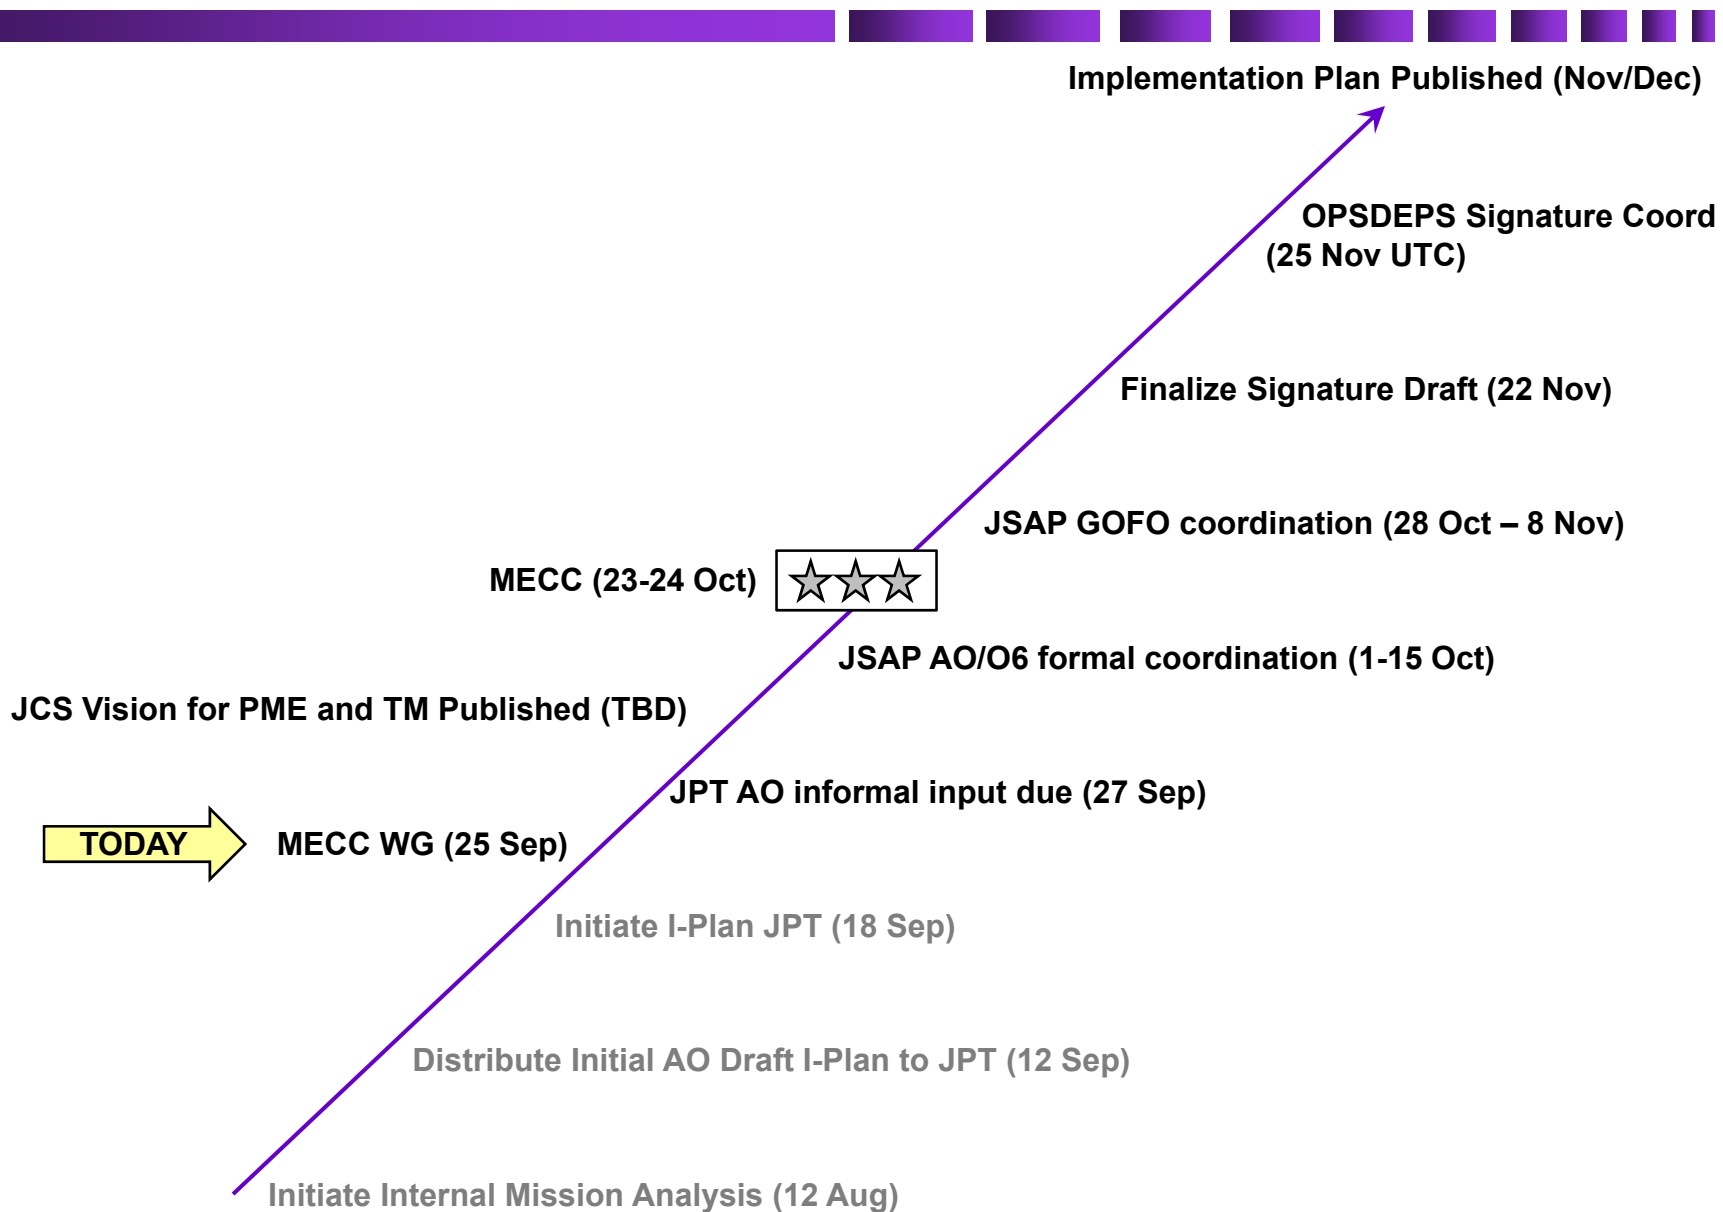 Implementation Plan Published (Nov/Dec)
OPSDEPS Signature Coord
(25 Nov UTC)
Finalize Signature Draft (22 Nov)
JSAP GOFO coordination (28 Oct – 8 Nov)
MECC (23-24 Oct)
JSAP AO/O6 formal coordination (1-15 Oct)
JCS Vision for PME and TM Published (TBD)
JPT AO informal input due (27 Sep)
TODAY
MECC WG (25 Sep)
Initiate I-Plan JPT (18 Sep)
Distribute Initial AO Draft I-Plan to JPT (12 Sep)
Initiate Internal Mission Analysis (12 Aug)